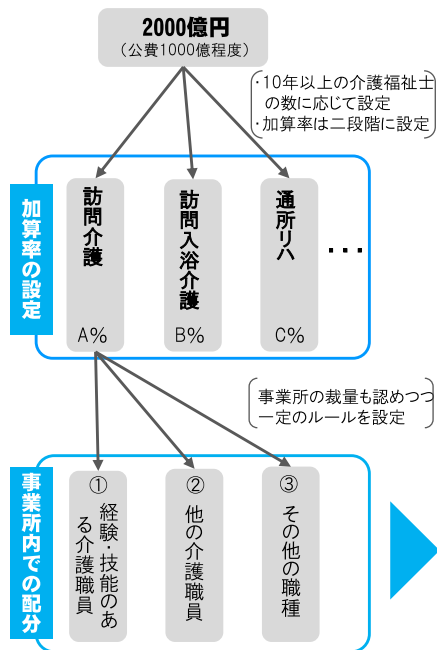 2000億円
（公費1000億程度）
・10年以上の介護福祉士
の数に応じて設定
・加算率は二段階に設定
加算率の設定
訪問介護
A%
訪問入浴介護
B%
通所リハ
C%
・・・
事業所の裁量も認めつつ
一定のルールを設定
事業所内での配分
①
経験・技能のあ
る介護職員
②
他の介護職員
③
その他の職種